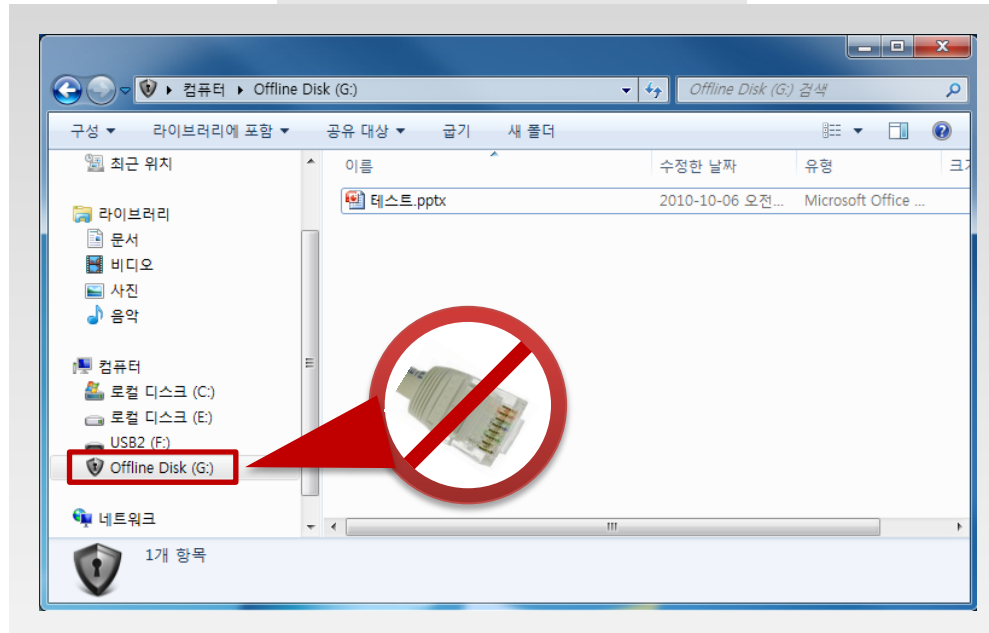 컴퓨터 ▸ Offline Disk (G:)
Offline Disk (G:) 검색
구성 라이브러리에 포함 공유 대상 굽기 새 폴더
최근 위치
라이브러리
문서
비디오
사진
음악
컴퓨터
로컬 디스크 (C:)
로컬 디스크 (E:)
USB2 (F:)
Offline Disk (G:)
네트워크
이름 수정한 날짜 유형
테스트.pptx 2010-10-06 오전... Microsoft Office ...
1개 항목